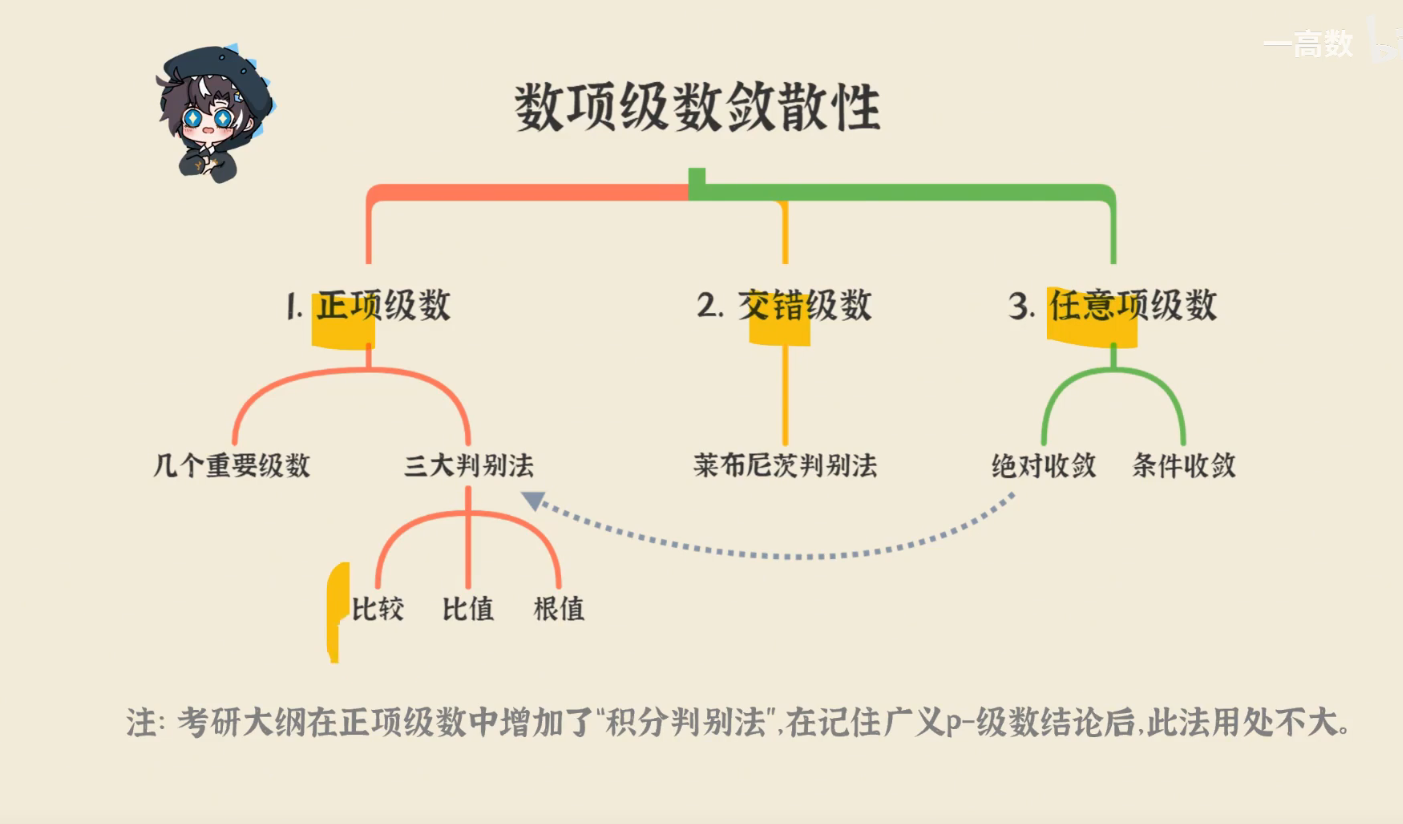 一高数
数项级数敛散性
1. 正项级数 2. 交错级数 3. 任意项级数
几个重要级数 三大判别法 莱布尼茨判别法 绝对收敛 条件收敛
比较 比值 根值
注: 考研大纲在正项级数中增加了“积分判别法”,在记住广义p-级数结论后,此法用处不大。